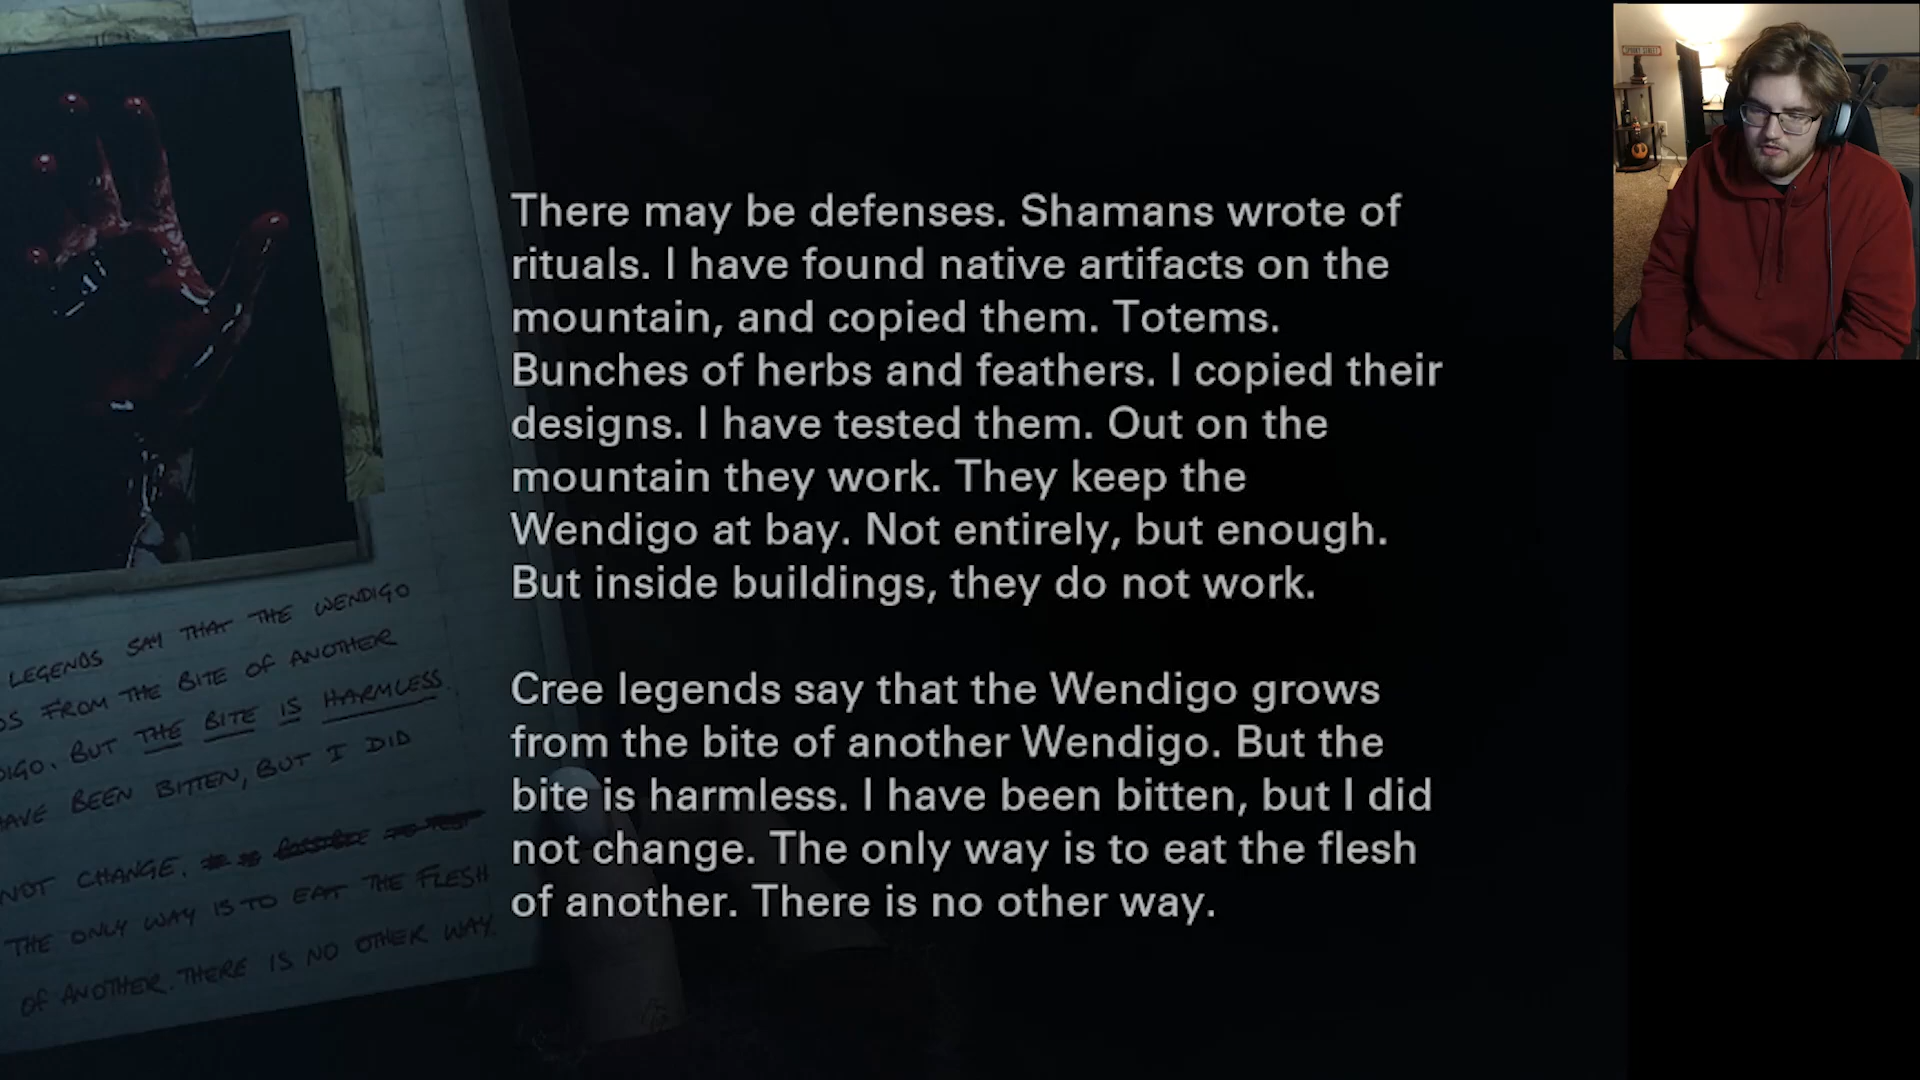 There may be defenses. Shamans wrote of
rituals. I have found native artifacts on the
mountain, and copied them. Totems.
Bunches of herbs and feathers. I copied their
designs. I have tested them. Out on the
mountain they work. They keep the
Wendigo at bay. Not entirely, but enough.
But inside buildings, they do not work.
Cree legends say that the Wendigo grows
from the bite of another Wendigo. But the
bite is harmless. I have been bitten, but I did
not change. The only way is to eat the flesh
of another. There is no other way.
LEGENDS SAY THAT THE WENDIGO
FROM THE BITE OF ANOTHER
BUT THE BITE IS HARMLESS
BEEN BITTEN, BUT I DID
NOT CHANGE.
THE ONLY WAY IS TO EAT THE FLESH
OF ANOTHER. THERE IS NO OTHER WAY.